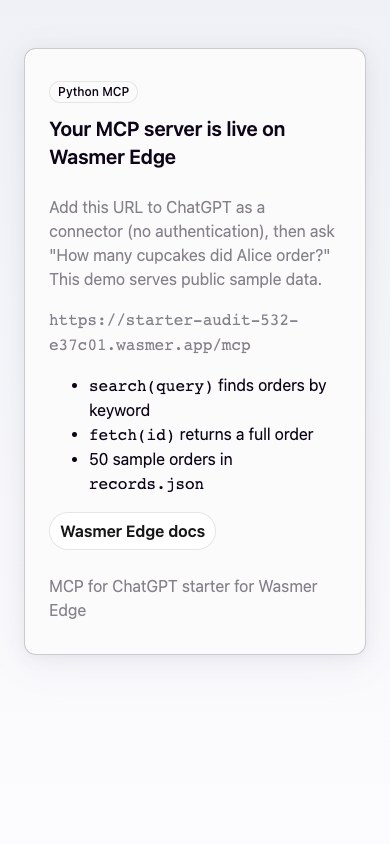 Python MCP
Your MCP server is live on
Wasmer Edge
Add this URL to ChatGPT as a
connector (no authentication), then ask
"How many cupcakes did Alice order?"
This demo serves public sample data.
https://starter-audit-532-
e37c01.wasmer.app/mcp
• search(query) finds orders by
keyword
• fetch(id) returns a full order
• 50 sample orders in
records.json
Wasmer Edge docs
MCP for ChatGPT starter for Wasmer
Edge